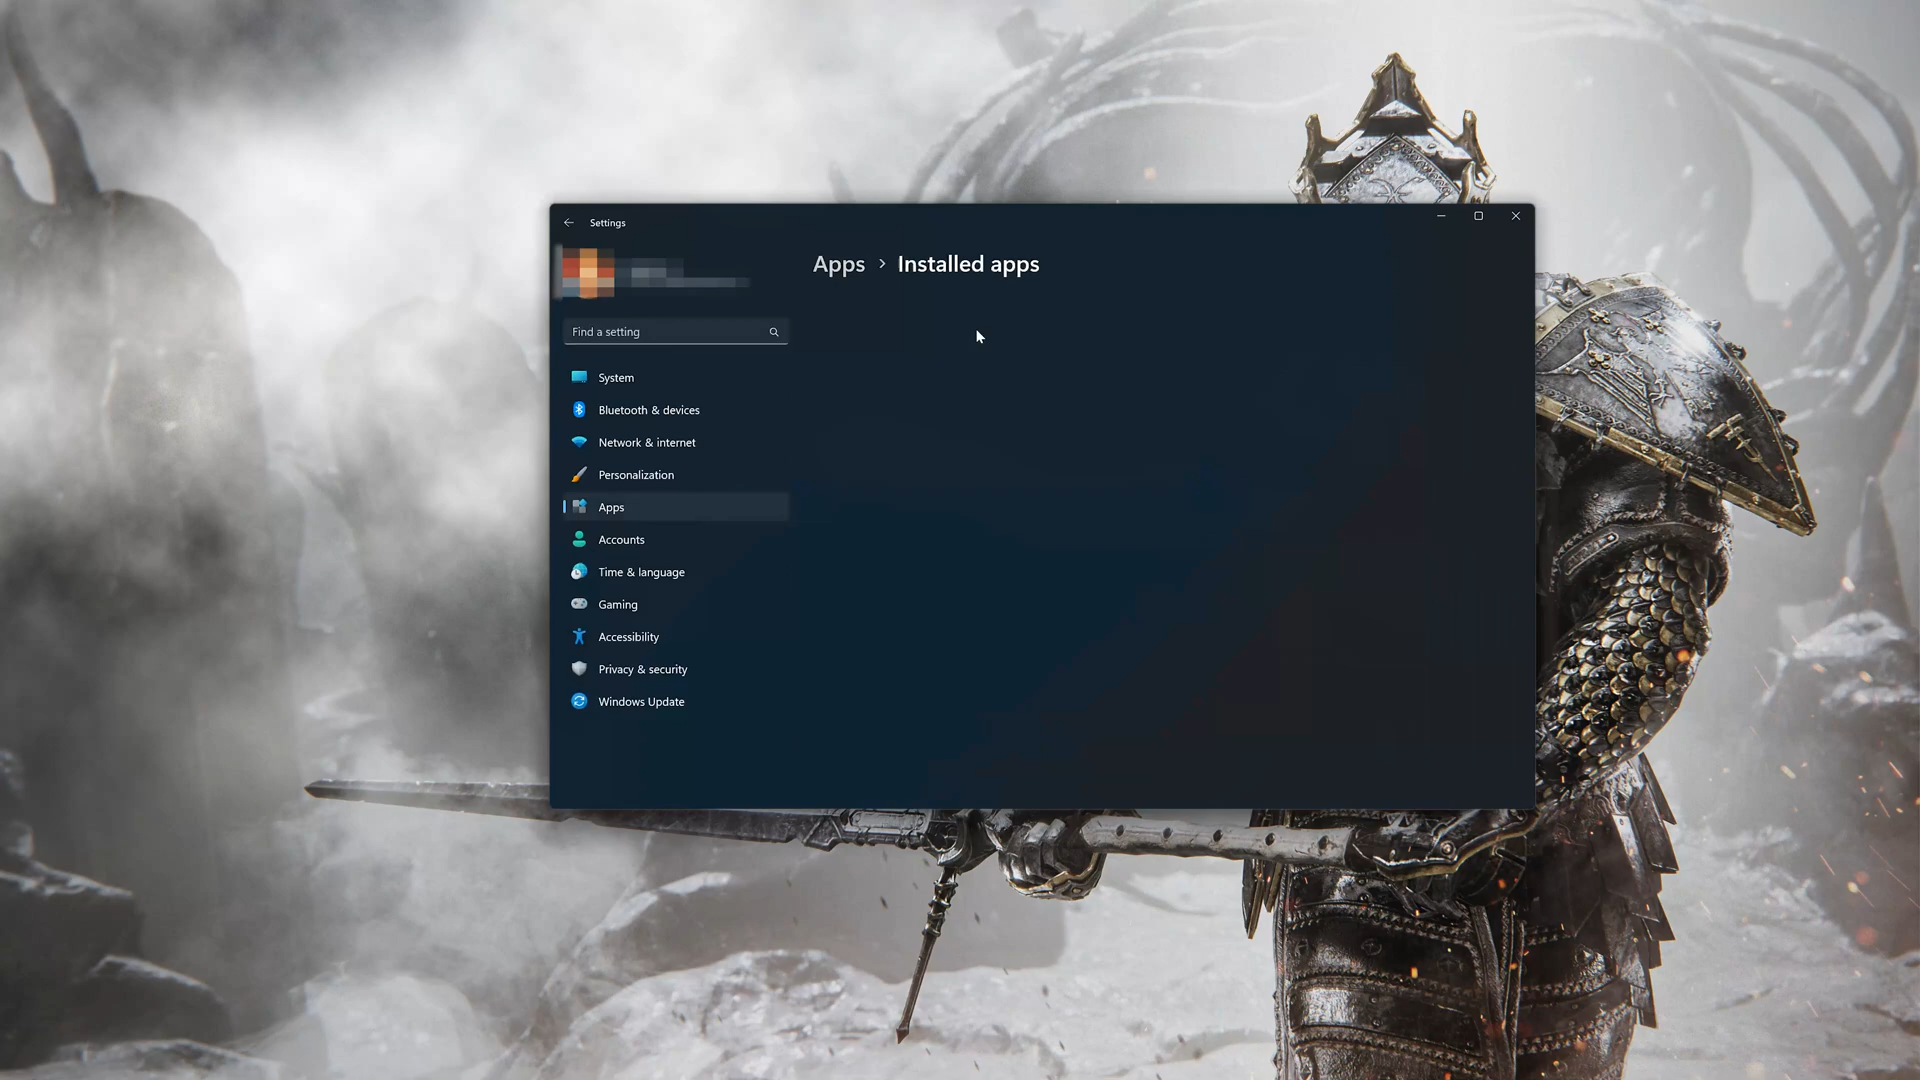 Settings
Apps > Installed apps
Find a setting
System
Bluetooth & devices
Network & internet
Personalization
Apps
Accounts
Time & language
Gaming
Accessibility
Privacy & security
Windows Update